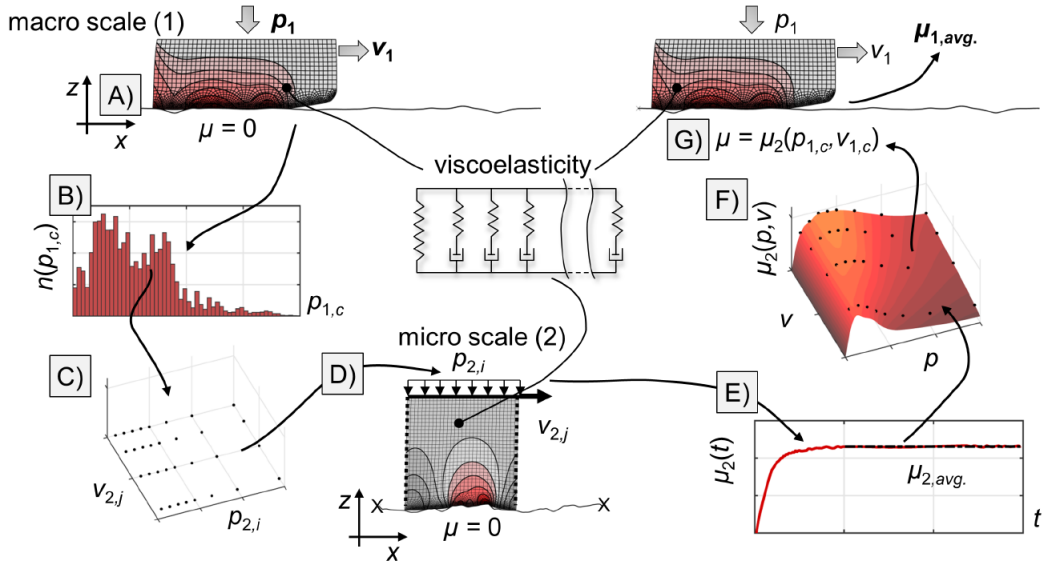 macro scale (1)
p1
v1
A)
z
x
μ = 0
p1
v1
μ1,avg.
G) μ = μ2(p1,c,v1,c)
viscoelasticity
B)
n(p1,c)
p1,c
F)
μ2(p,v)
v
p
C)
v2,j
p2,i
D)
micro scale (2)
p2,i
v2,j
z
x
X
X
μ = 0
E)
μ2(t)
μ2,avg.
t